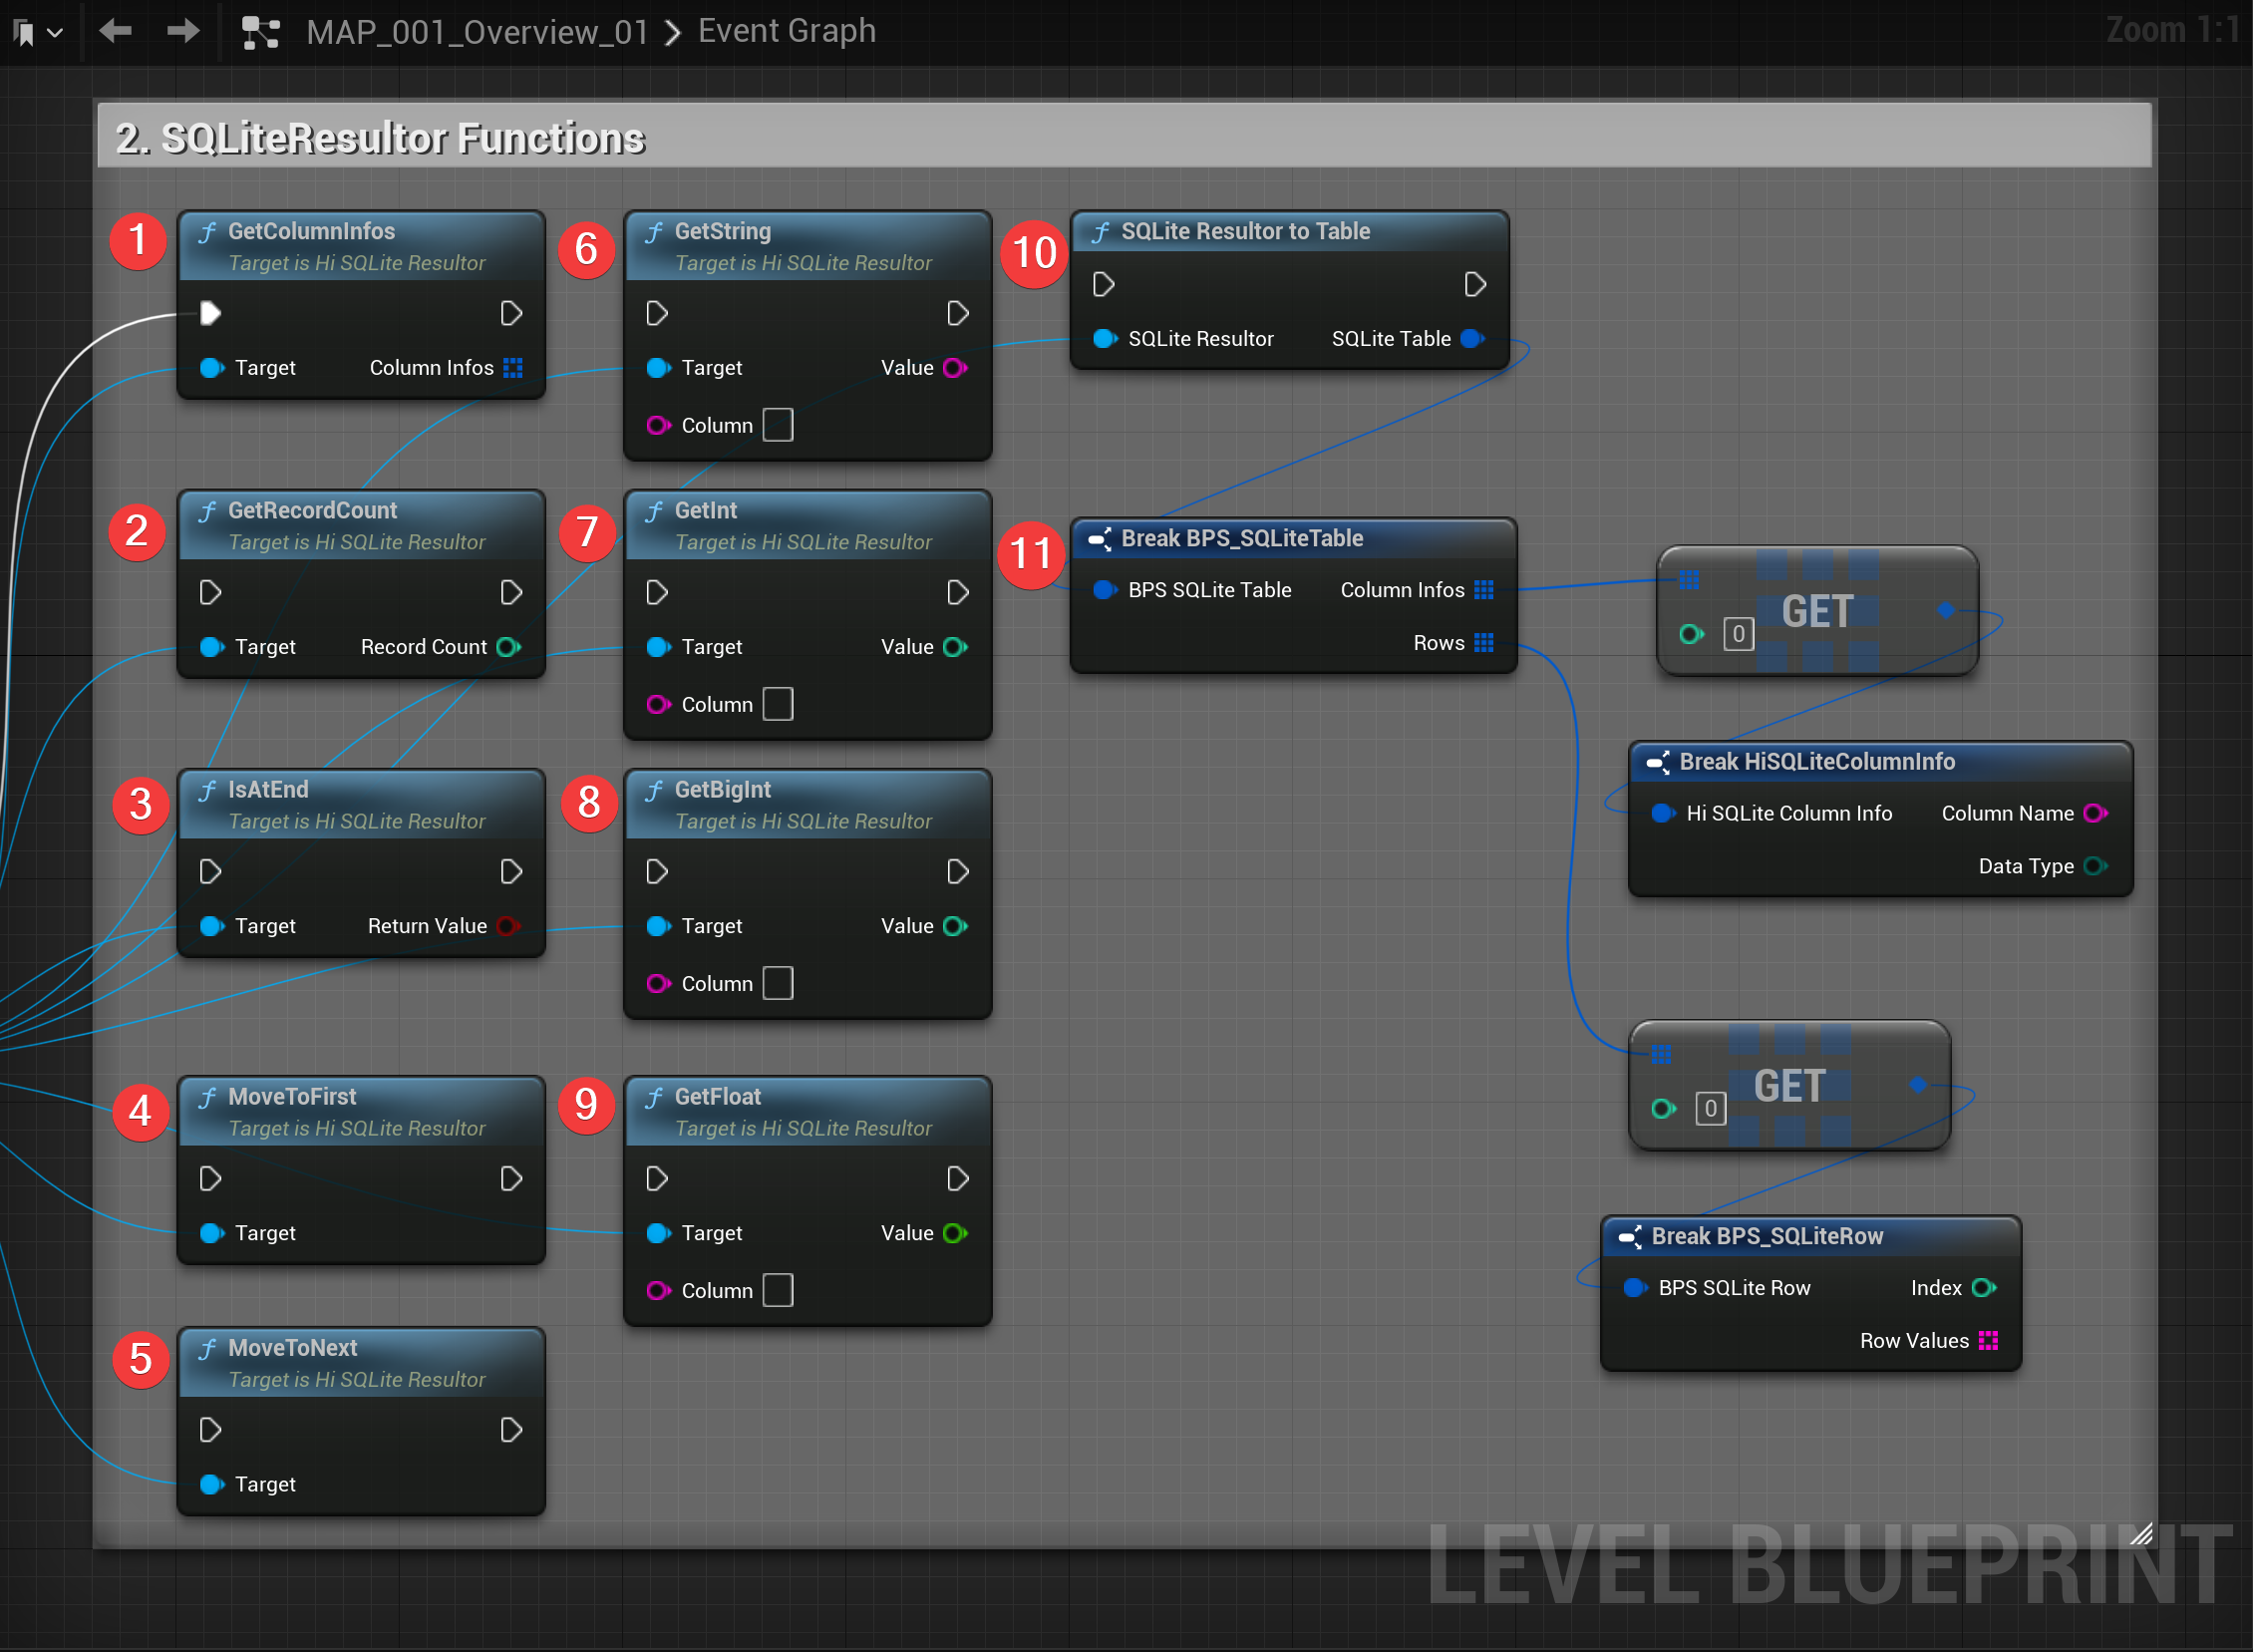 MAP_001_Overview_01 > Event Graph
Zoom 1:1
2. SQLiteResultor Functions
1
GetColumnInfos
Target is Hi SQLite Resultor
Target
Column Infos
2
GetRecordCount
Target is Hi SQLite Resultor
Target
Record Count
3
IsAtEnd
Target is Hi SQLite Resultor
Target
Return Value
4
MoveToFirst
Target is Hi SQLite Resultor
Target
5
MoveToNext
Target is Hi SQLite Resultor
Target
6
GetString
Target is Hi SQLite Resultor
Target
Value
Column
7
GetInt
Target is Hi SQLite Resultor
Target
Value
Column
8
GetBigInt
Target is Hi SQLite Resultor
Target
Value
Column
9
GetFloat
Target is Hi SQLite Resultor
Target
Value
Column
10
SQLite Resultor to Table
SQLite Resultor
SQLite Table
11
Break BPS_SQLiteTable
BPS SQLite Table
Column Infos
Rows
GET
0
Break HiSQLiteColumnInfo
Hi SQLite Column Info
Column Name
Data Type
GET
0
Break BPS_SQLiteRow
BPS SQLite Row
Index
Row Values
LEVEL BLUEPRINT